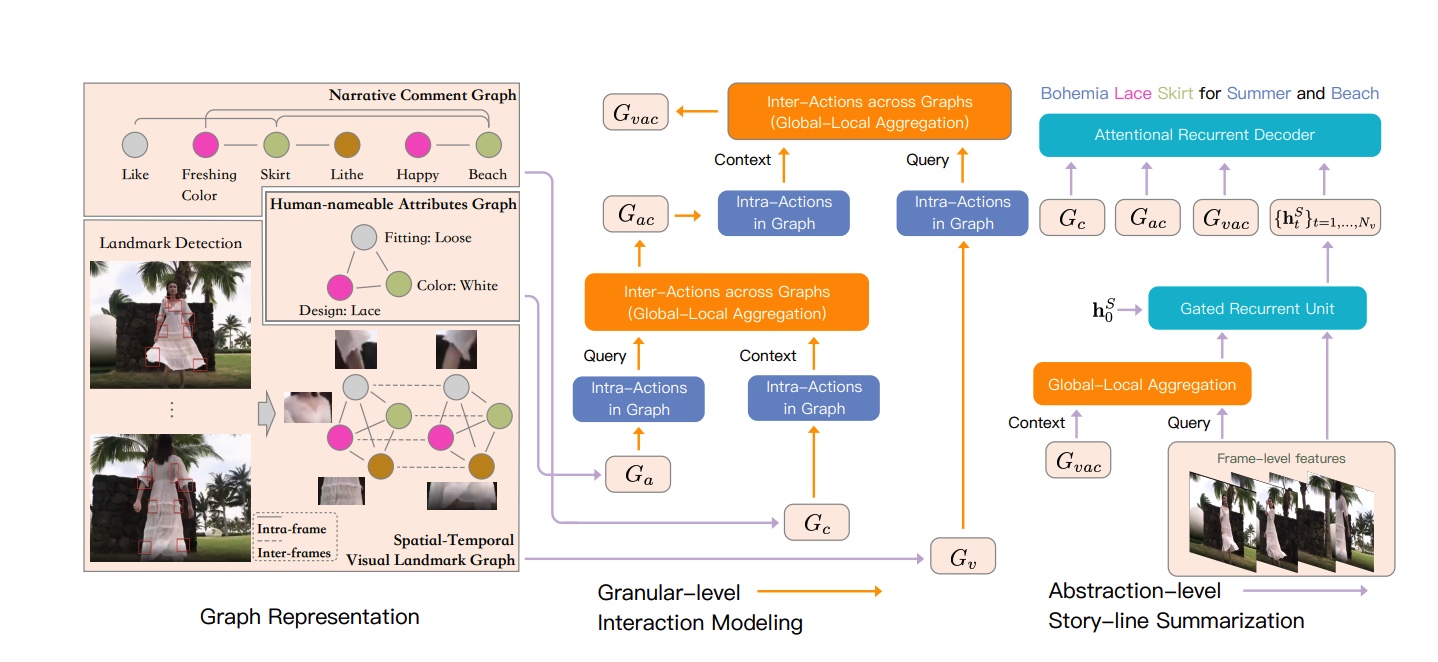 Narrative Comment Graph
Like
Freshing
Color
Skirt
Lithe
Happy
Beach
Human-nameable Attributes Graph
Fitting: Loose
Color: White
Design: Lace
Landmark Detection
⋮
Intra-frame
Inter-frames
Spatial-Temporal
Visual Landmark Graph
Graph Representation
G_{vac}
Inter-Actions across Graphs
(Global-Local Aggregation)
Context
Query
G_{ac}
Intra-Actions
in Graph
Intra-Actions
in Graph
Inter-Actions across Graphs
(Global-Local Aggregation)
Query
Context
Intra-Actions
in Graph
Intra-Actions
in Graph
G_a
G_c
G_v
Granular-level
Interaction Modeling
Bohemia Lace Skirt for Summer and Beach
Attentional Recurrent Decoder
G_c
G_{ac}
G_{vac}
{h_t^S}_{t=1,...,N_v}
h_0^S
Gated Recurrent Unit
Global-Local Aggregation
Context
Query
G_{vac}
Frame-level features
Abstraction-level
Story-line Summarization